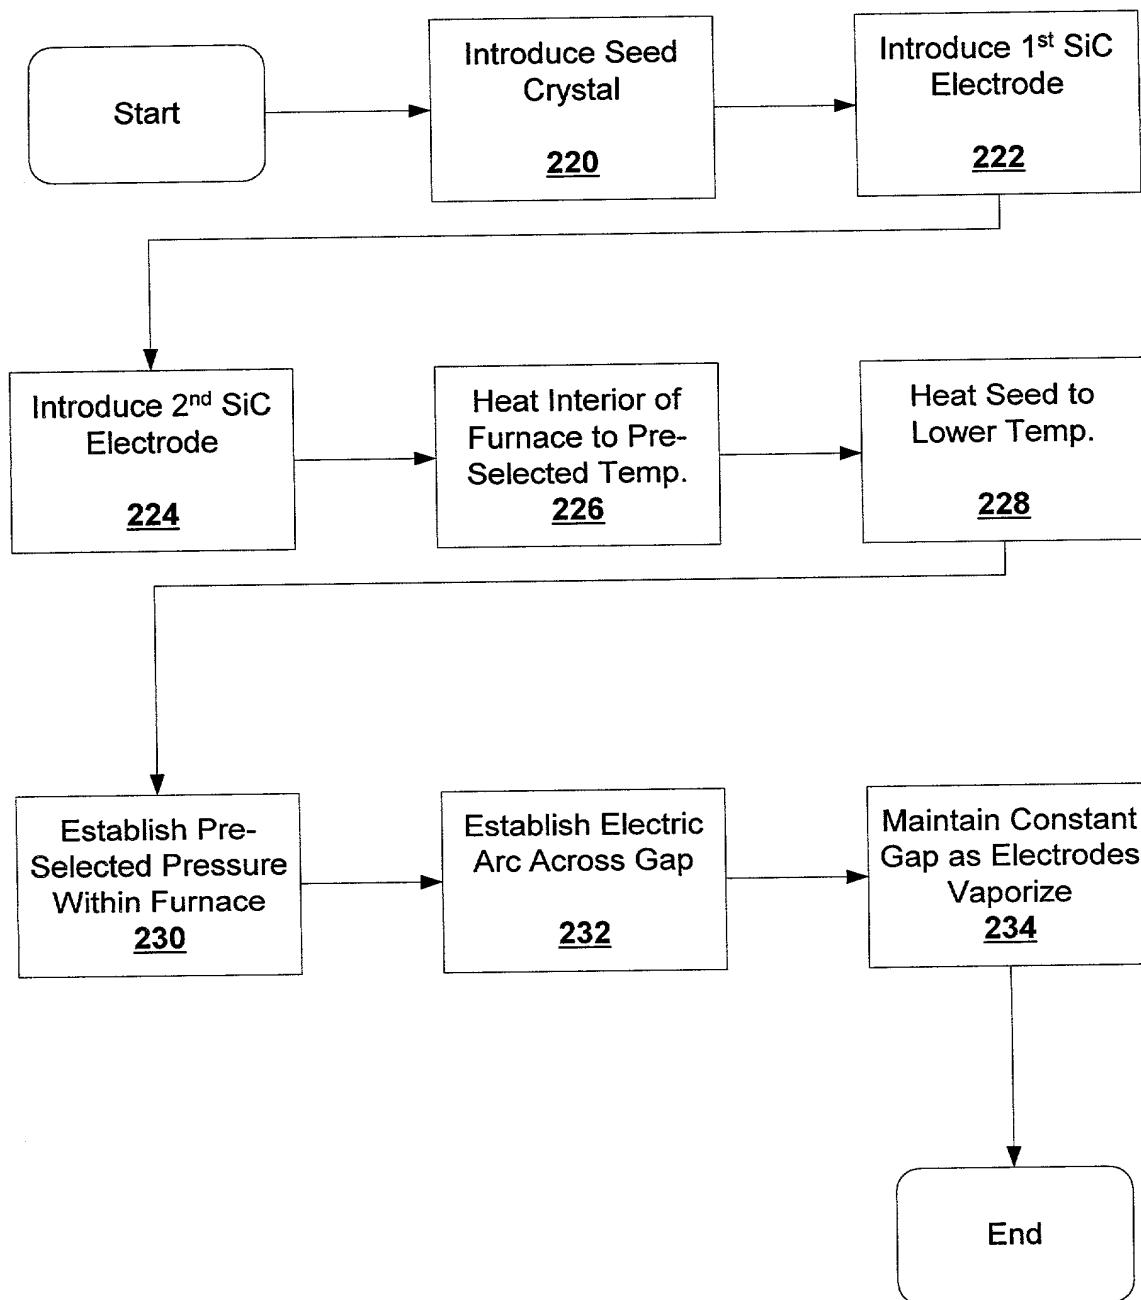 Start
Introduce Seed
Crystal
220
Introduce 1st SiC
Electrode
222
Introduce 2nd SiC
Electrode
224
Heat Interior of
Furnace to Pre-
Selected Temp.
226
Heat Seed to
Lower Temp.
228
Establish Pre-
Selected Pressure
Within Furnace
230
Establish Electric
Arc Across Gap
232
Maintain Constant
Gap as Electrodes
Vaporize
234
End